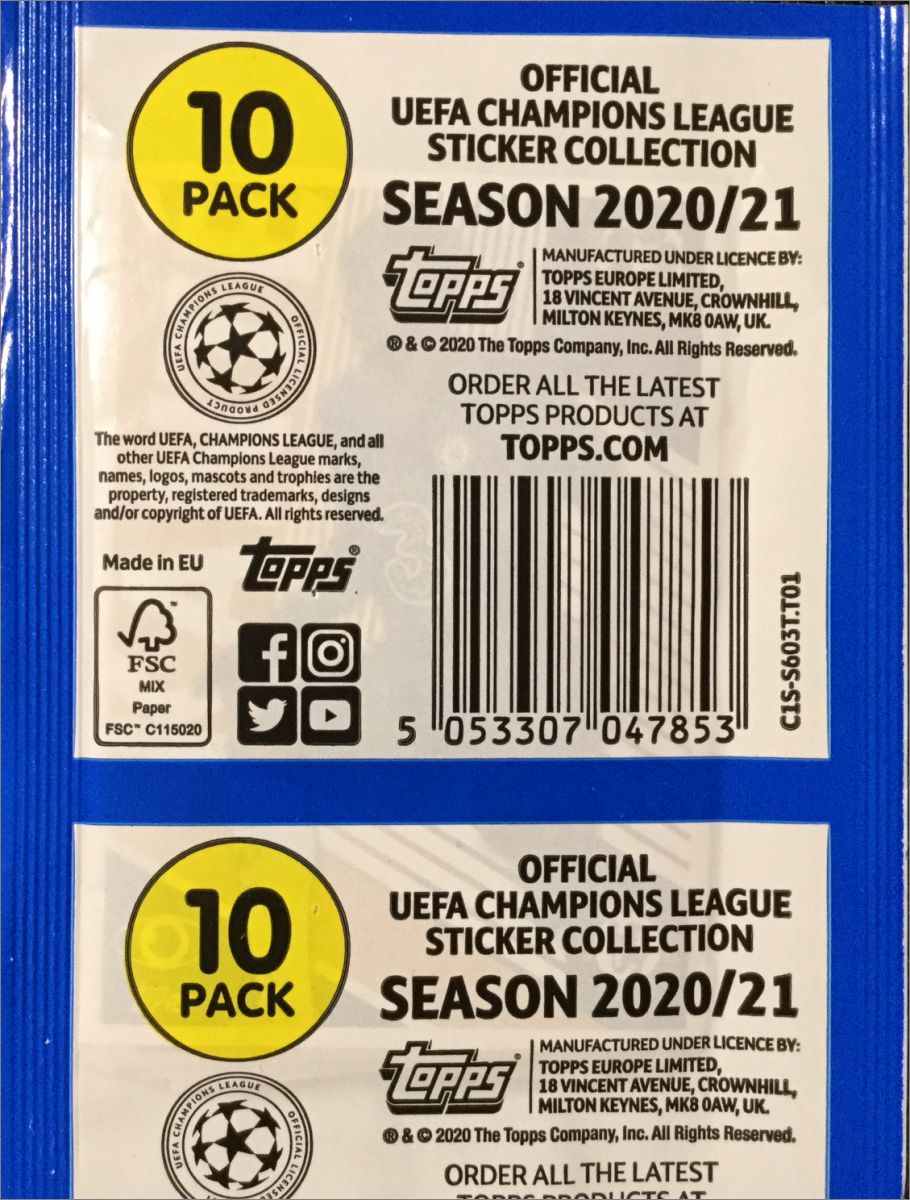 10
PACK
OFFICIAL
UEFA CHAMPIONS LEAGUE
STICKER COLLECTION
SEASON 2020/21
Topps®
MANUFACTURED UNDER LICENCE BY:
TOPPS EUROPE LIMITED,
18 VINCENT AVENUE, CROWNHILL,
MILTON KEYNES, MK8 0AW, UK.
® & © 2020 The Topps Company, Inc. All Rights Reserved.
UEFA CHAMPIONS LEAGUE
OFFICIAL LICENSED PRODUCT
ORDER ALL THE LATEST
TOPPS PRODUCTS AT
TOPPS.COM
The word UEFA, CHAMPIONS LEAGUE, and all
other UEFA Champions League marks,
names, logos, mascots and trophies are the
property, registered trademarks, designs
and/or copyright of UEFA. All rights reserved.
Made in EU
Topps®
FSC
MIX
Paper
FSC™ C115020
5 053307 047853
C1S-S603T.T01
10
PACK
OFFICIAL
UEFA CHAMPIONS LEAGUE
STICKER COLLECTION
SEASON 2020/21
Topps®
MANUFACTURED UNDER LICENCE BY:
TOPPS EUROPE LIMITED,
18 VINCENT AVENUE, CROWNHILL,
MILTON KEYNES, MK8 0AW, UK.
® & © 2020 The Topps Company, Inc. All Rights Reserved.
UEFA CHAMPIONS LEAGUE
OFFICIAL LICENSED
ORDER ALL THE LATEST
TOPPS PRODUCTS AT